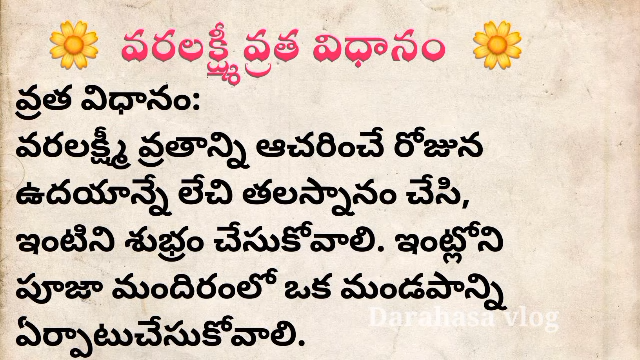 🌼 వరలక్ష్మీ వ్రత విధానం 🌼
వ్రత విధానం:
వరలక్ష్మీ వ్రతాన్ని ఆచరించే రోజున
ఉదయాన్నే లేచి తలస్నానం చేసి,
ఇంటిని శుభ్రం చేసుకోవాలి. ఇంట్లోని
పూజా మందిరంలో ఒక మండపాన్ని
ఏర్పాటుచేసుకోవాలి.
Darahasa vlog